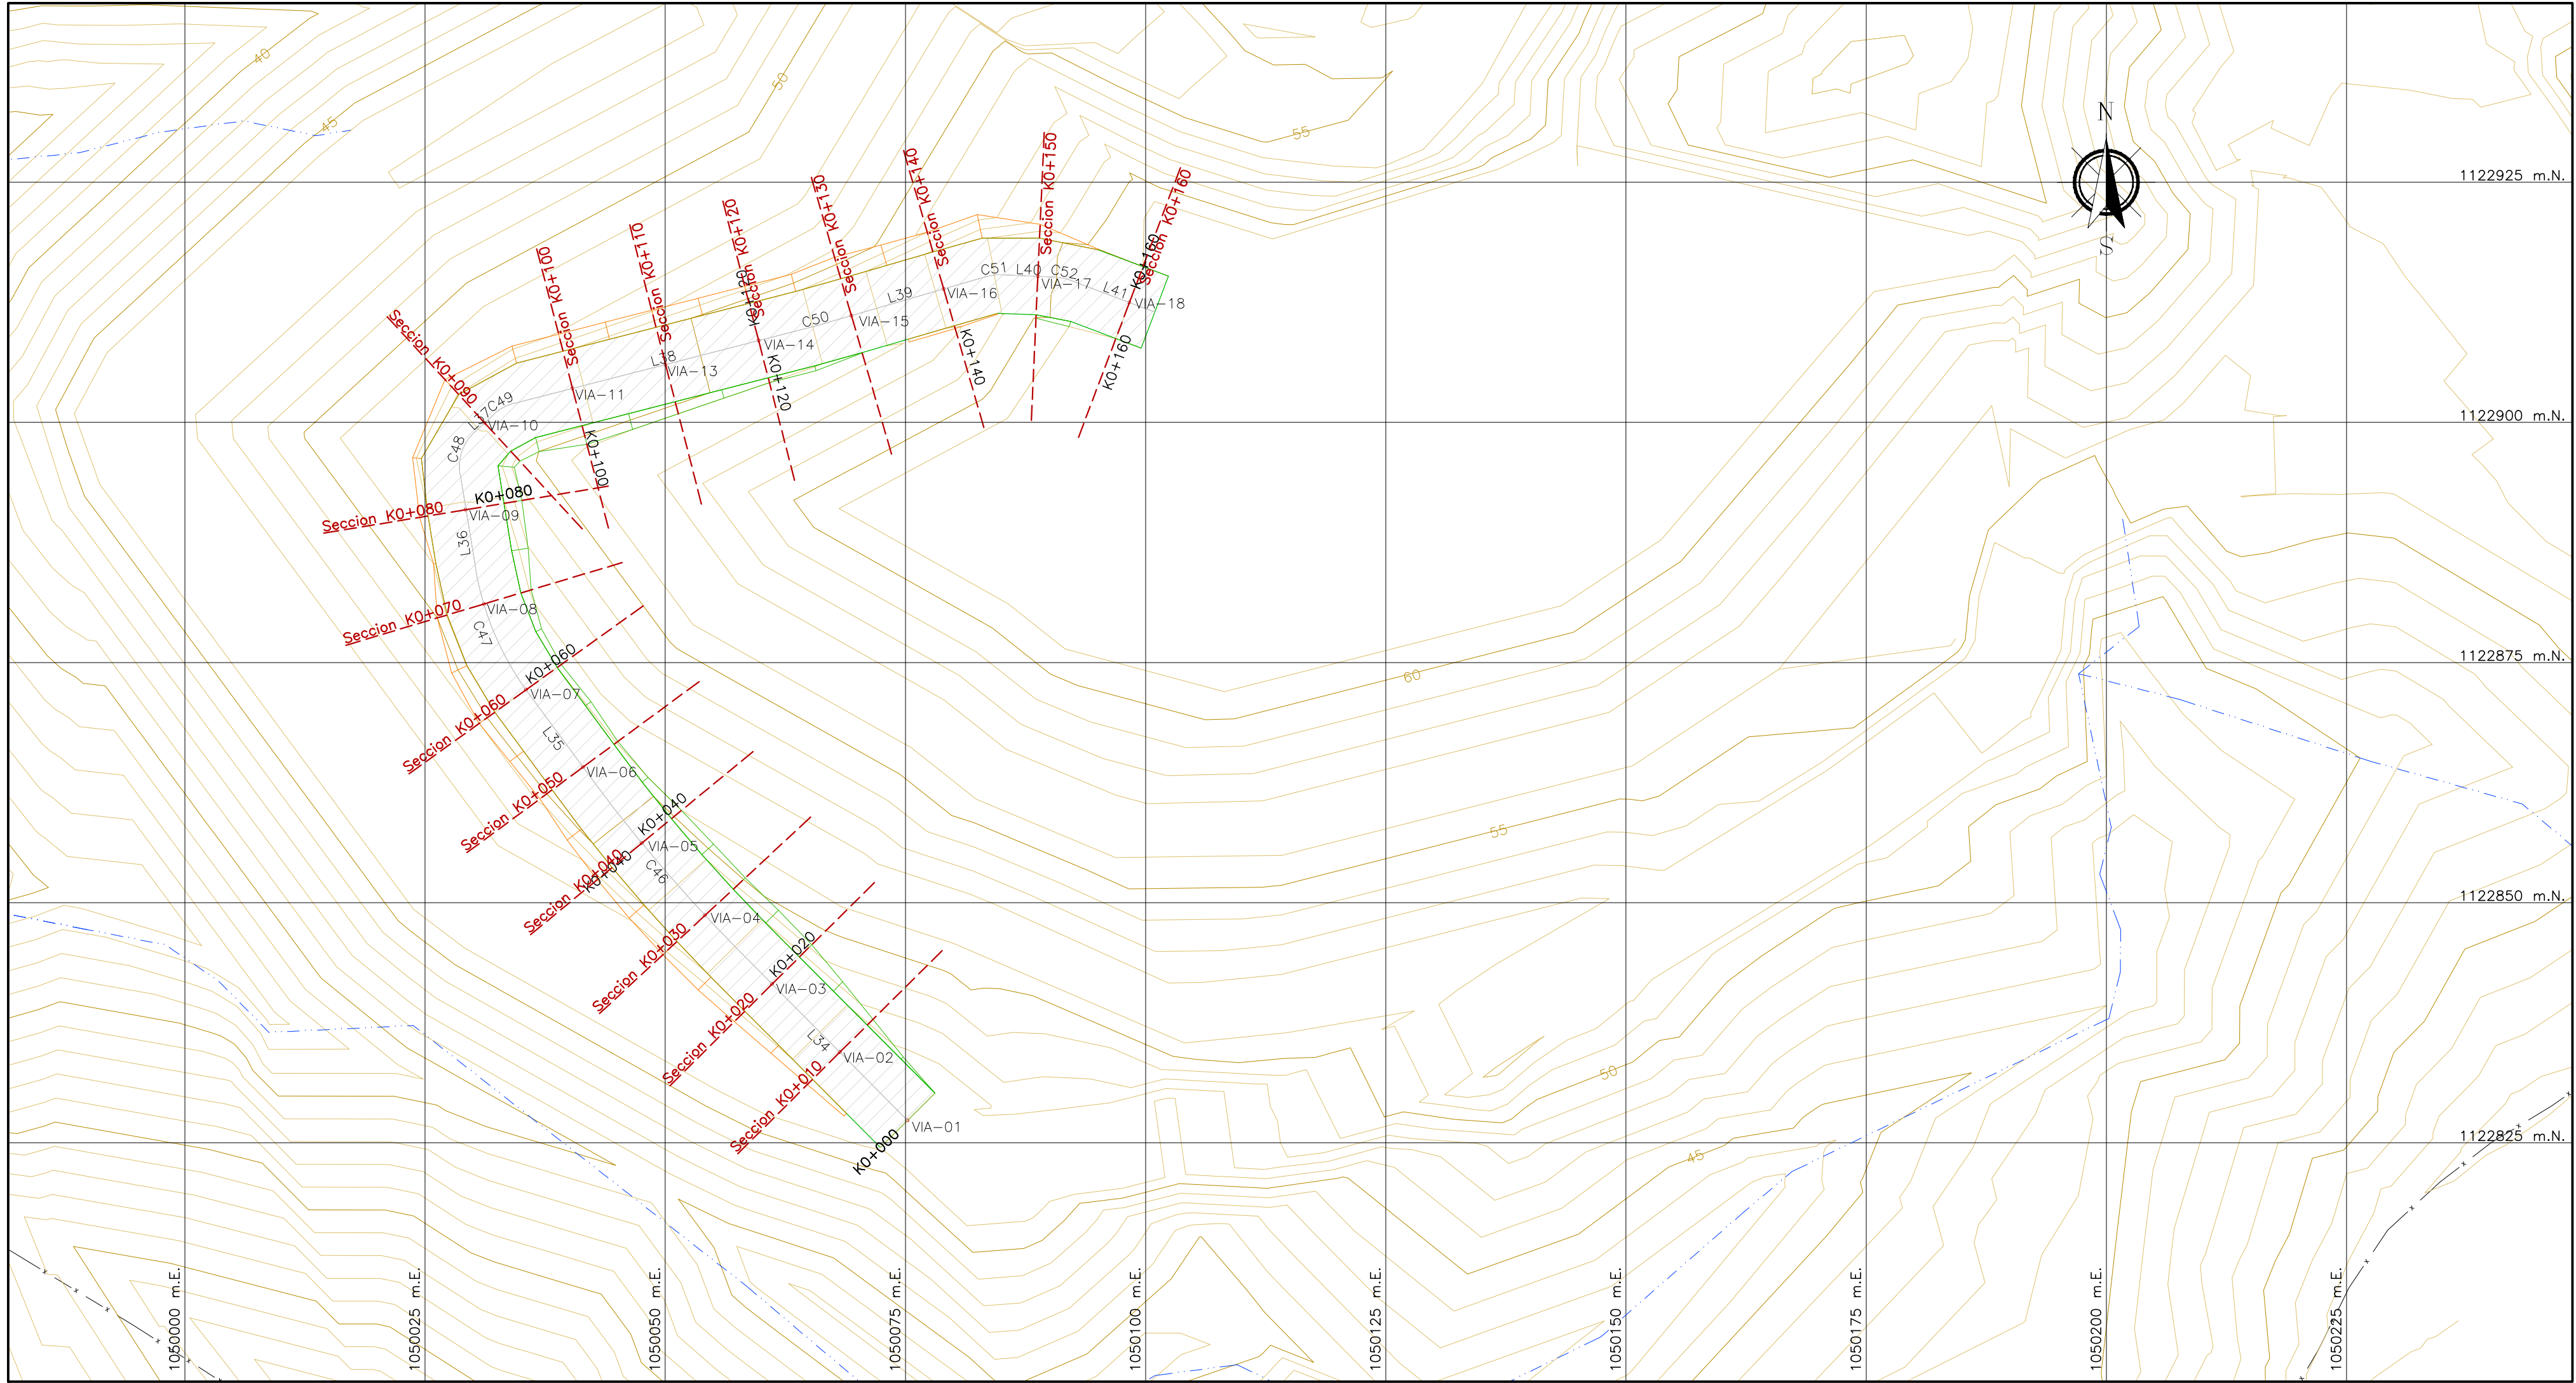 40
45
50
55
N
S
1122925 m.N.
Seccion K0+090
Seccion K0+100
Seccion K0+110
Seccion K0+120
Seccion K0+130
Seccion K0+140
Seccion K0+150
Seccion K0+160
K0+160
K0+160
K0+120
K0+120
K0+140
K0+100
C51
L40
C52
L41
VIA-16
VIA-17
VIA-18
L39
C50
VIA-15
VIA-14
L38
VIA-13
VIA-11
C49
L37
VIA-10
C48
1122900 m.N.
K0+080
Seccion K0+080
VIA-09
L36
Seccion K0+070
VIA-08
C47
K0+060
VIA-07
1122875 m.N.
60
Seccion K0+060
L35
VIA-06
Seccion K0+050
K0+040
VIA-05
55
Seccion K0+040
K0+040
C46
VIA-04
1122850 m.N.
Seccion K0+030
K0+020
VIA-03
Seccion K0+020
L34
VIA-02
50
Seccion K0+010
VIA-01
K0+000
1122825 m.N.
45
1050000 m.E.
1050025 m.E.
1050050 m.E.
1050075 m.E.
1050100 m.E.
1050125 m.E.
1050150 m.E.
1050175 m.E.
1050200 m.E.
1050225 m.E.